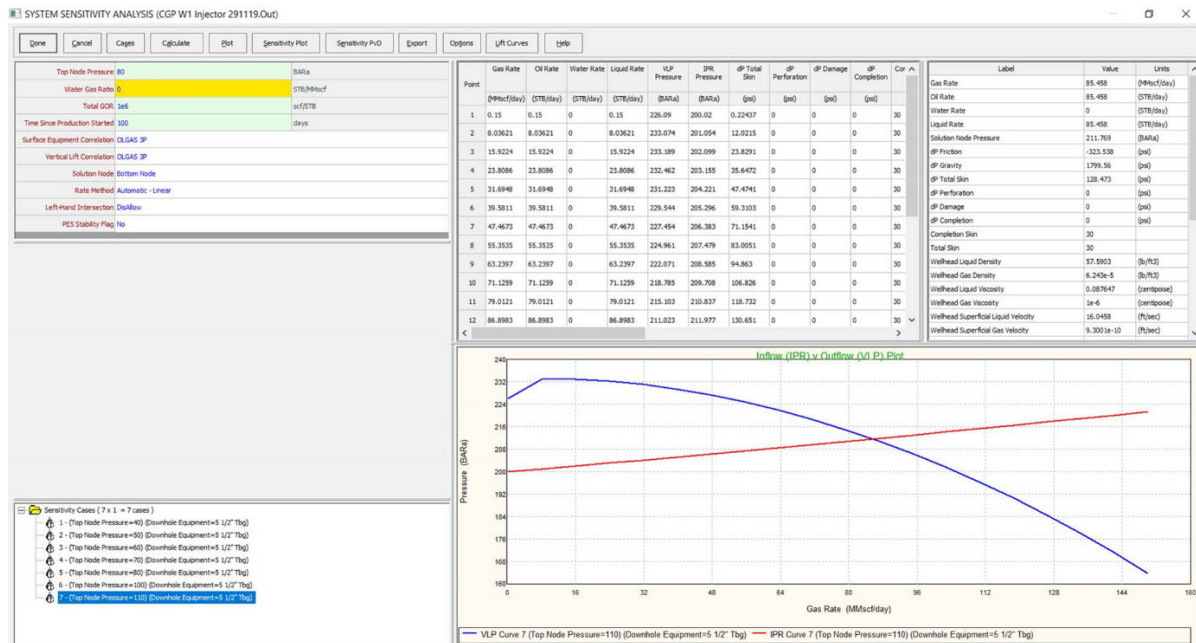 SYSTEM SENSITIVITY ANALYSIS (CGP W1 Injector 291119.Out)
Done Cancel Cases Calculate Plot Sensitivity Plot Sensitivity PvD Export Options Lift Curves Help
Top Node Pressure 80 BARa
Water Gas Ratio 0 STB/MMscf
Total GOR 1e6 scf/STB
Time Since Production Started 100 days
Surface Equipment Correlation OLGAS 3P
Vertical Lift Correlation OLGAS 3P
Solution Node Bottom Node
Rate Method Automatic - Linear
Left-Hand Intersection DisAllow
PES Stability Flag No
Point Gas Rate Oil Rate Water Rate Liquid Rate VLP Pressure IPR Pressure dP Total Skin dP Perforation dP Damage dP Completion Cor
(MMscf/day) (STB/day) (STB/day) (STB/day) (BARa) (BARa) (psi) (psi) (psi) (psi)
1 0.15 0.15 0 0.15 226.09 200.02 0.22437 0 0 0 30
2 8.03621 8.03621 0 8.03621 233.074 201.054 12.0215 0 0 0 30
3 15.9224 15.9224 0 15.9224 233.189 202.099 23.8291 0 0 0 30
4 23.8086 23.8086 0 23.8086 232.462 203.155 35.6472 0 0 0 30
5 31.6948 31.6948 0 31.6948 231.223 204.221 47.4741 0 0 0 30
6 39.5811 39.5811 0 39.5811 229.544 205.296 59.3103 0 0 0 30
7 47.4673 47.4673 0 47.4673 227.454 206.383 71.1541 0 0 0 30
8 55.3535 55.3535 0 55.3535 224.961 207.479 83.0051 0 0 0 30
9 63.2397 63.2397 0 63.2397 222.071 208.585 94.863 0 0 0 30
10 71.1259 71.1259 0 71.1259 218.785 209.708 106.826 0 0 0 30
11 79.0121 79.0121 0 79.0121 215.103 210.837 118.732 0 0 0 30
12 86.8983 86.8983 0 86.8983 211.023 211.977 130.651 0 0 0 30
Label Value Units
Gas Rate 85.458 (MMscf/day)
Oil Rate 85.458 (STB/day)
Water Rate 0 (STB/day)
Liquid Rate 85.458 (STB/day)
Solution Node Pressure 211.769 (BARa)
dP Friction -323.538 (psi)
dP Gravity 1799.56 (psi)
dP Total Skin 128.473 (psi)
dP Perforation 0 (psi)
dP Damage 0 (psi)
dP Completion 0 (psi)
Completion Skin 30
Total Skin 30
Wellhead Liquid Density 57.5903 (lb/ft3)
Wellhead Gas Density 6.243e-5 (lb/ft3)
Wellhead Liquid Viscosity 0.087647 (centipoise)
Wellhead Gas Viscosity 1e-6 (centipoise)
Wellhead Superficial Liquid Velocity 16.0458 (ft/sec)
Wellhead Superficial Gas Velocity 9.3001e-10 (ft/sec)
Sensitivity Cases ( 7 x 1 = 7 cases )
1 - (Top Node Pressure=40) (Downhole Equipment=5 1/2" Tbg)
2 - (Top Node Pressure=50) (Downhole Equipment=5 1/2" Tbg)
3 - (Top Node Pressure=60) (Downhole Equipment=5 1/2" Tbg)
4 - (Top Node Pressure=70) (Downhole Equipment=5 1/2" Tbg)
5 - (Top Node Pressure=80) (Downhole Equipment=5 1/2" Tbg)
6 - (Top Node Pressure=100) (Downhole Equipment=5 1/2" Tbg)
7 - (Top Node Pressure=110) (Downhole Equipment=5 1/2" Tbg)
Inflow (IPR) v Outflow (VLP) Plot
Pressure (BARa)
240
232
224
216
208
200
192
184
176
168
160
0 16 32 48 64 80 96 112 128 144 160
Gas Rate (MMscf/day)
VLP Curve 7 (Top Node Pressure=110) (Downhole Equipment=5 1/2" Tbg) IPR Curve 7 (Top Node Pressure=110) (Downhole Equipment=5 1/2" Tbg)